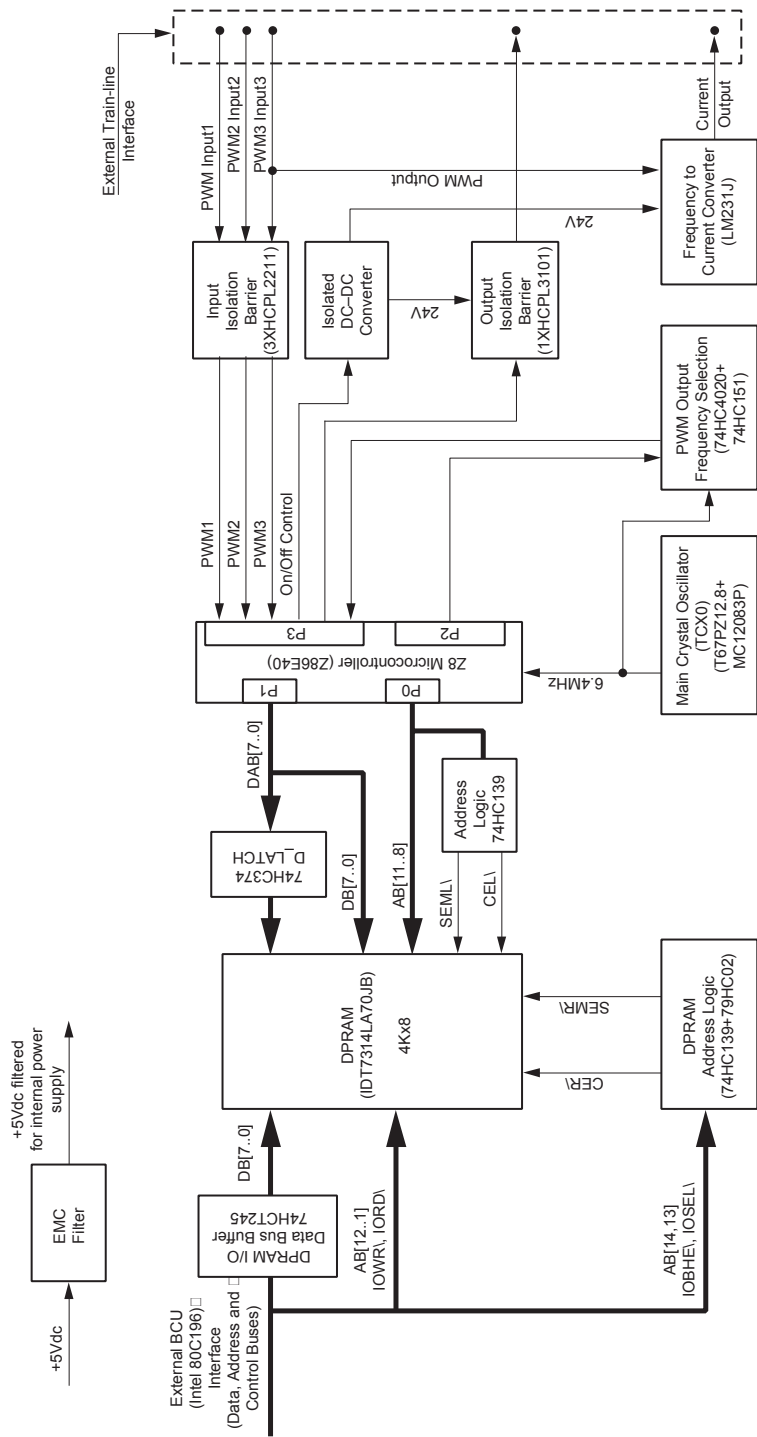 +5Vdc
EMC
Filter
+5Vdc filtered
for internal power
supply
External BCU
(Intel 80C196)□
Interface
(Data, Address and □
Control Buses)
DPRAM I/O
Data Bus Buffer
74HCT245
DB[7..0]
AB[12..1]
IOWR\, IORD\
AB[14,13]
IOBHE\, IOSEL\
DPRAM
(IDT7314LA70JB)
4Kx8
CER\
SEMR\
DPRAM
Address Logic
(74HC139+79HC02)
74HC374
D_LATCH
DAB[7..0]
DB[7..0]
AB[11..8]
SEML\
CEL\
Address
Logic
74HC139
P1
P0
Z8 Microcontroller (Z86E40)
P3
P2
6.4MHz
Main Crystal Oscillator
(TCX0)
(T67PZ12.8+
MC12083P)
PWM1
PWM2
PWM3
On/Off Control
PWM Output
Frequency Selection
(74HC4020+
74HC151)
Input
Isolation
Barrier
(3XHCPL2211)
Isolated
DC–DC
Converter
24V
Output
Isolation
Barrier
(1XHCPL3101)
External Train-line
Interface
PWM Input1
PWM2 Input2
PWM3 Input3
PWM Output
24V
Frequency to
Current Converter
(LM231J)
Current
Output